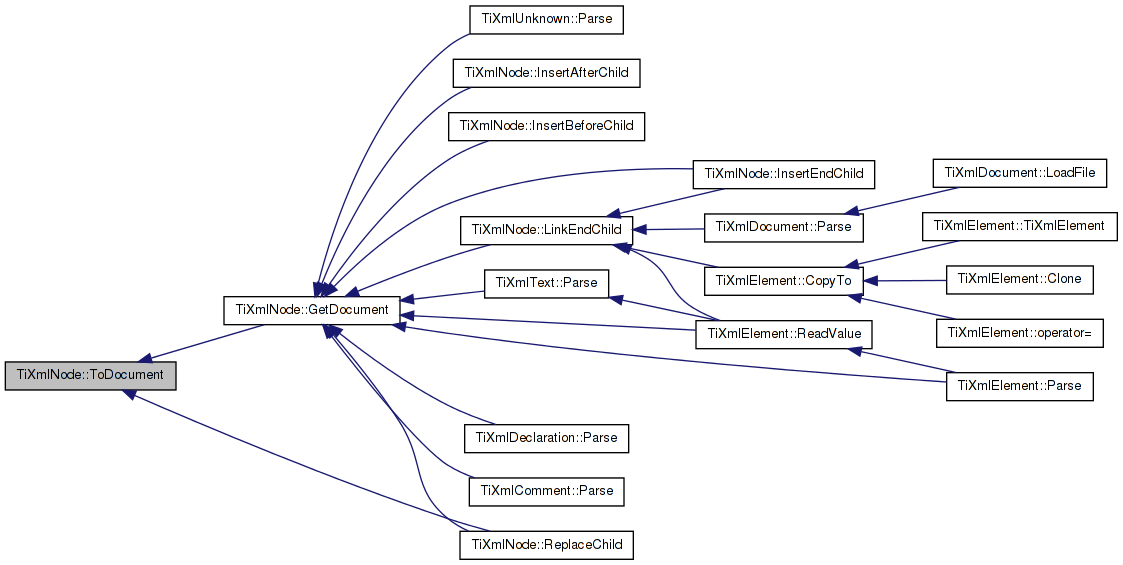 TiXmlUnknown::Parse
TiXmlNode::InsertAfterChild
TiXmlNode::InsertBeforeChild
TiXmlNode::InsertEndChild
TiXmlDocument::LoadFile
TiXmlNode::LinkEndChild
TiXmlDocument::Parse
TiXmlElement::TiXmlElement
TiXmlText::Parse
TiXmlElement::CopyTo
TiXmlElement::Clone
TiXmlNode::GetDocument
TiXmlElement::ReadValue
TiXmlElement::operator=
TiXmlNode::ToDocument
TiXmlElement::Parse
TiXmlDeclaration::Parse
TiXmlComment::Parse
TiXmlNode::ReplaceChild